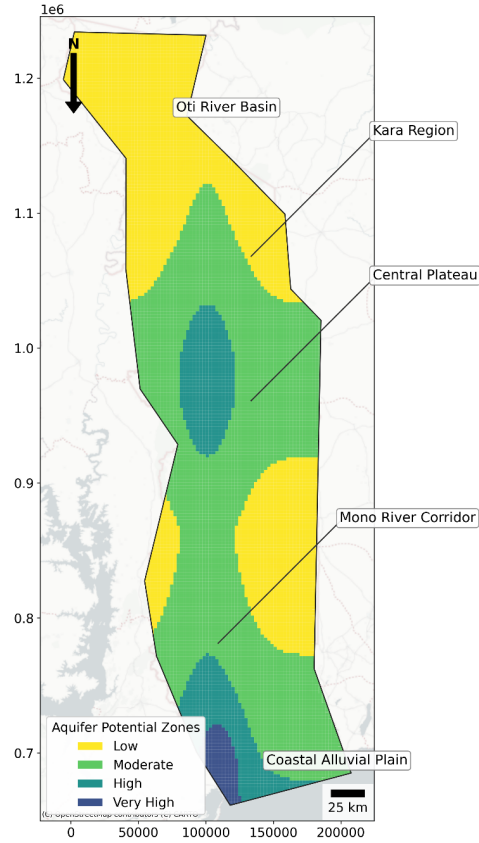 1e6
N
1.2
1.1
1.0
0.9
0.8
0.7
Oti River Basin
Kara Region
Central Plateau
Mono River Corridor
Coastal Alluvial Plain
Aquifer Potential Zones
Low
Moderate
High
Very High
25 km
(C) OpenStreetMap contributors (C) CARTO
0
50000
100000
150000
200000